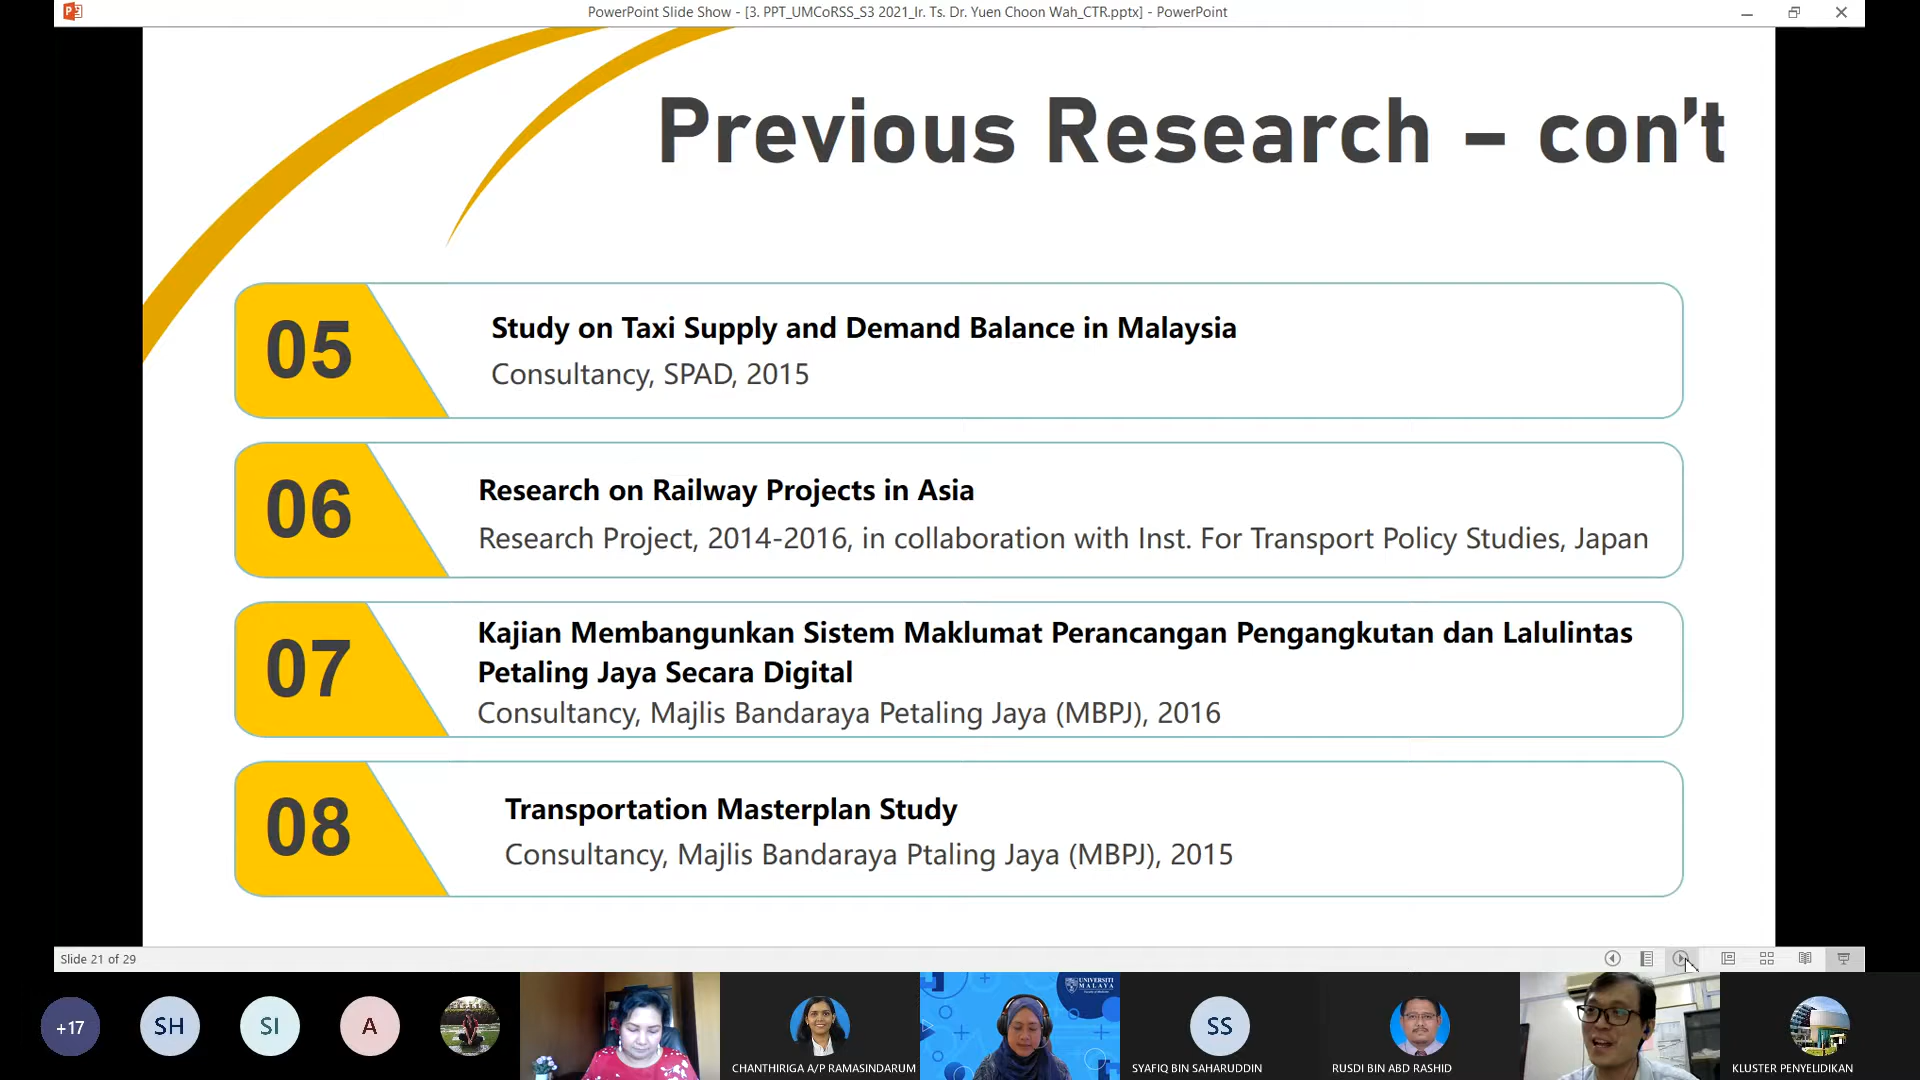 PowerPoint Slide Show - [3. PPT_UMCoRSS_S3 2021_Ir. Ts. Dr. Yuen Choon Wah_CTR.pptx] - PowerPoint
Previous Research – con’t
05
Study on Taxi Supply and Demand Balance in Malaysia
Consultancy, SPAD, 2015
06
Research on Railway Projects in Asia
Research Project, 2014-2016, in collaboration with Inst. For Transport Policy Studies, Japan
07
Kajian Membangunkan Sistem Maklumat Perancangan Pengangkutan dan Lalulintas
Petaling Jaya Secara Digital
Consultancy, Majlis Bandaraya Petaling Jaya (MBPJ), 2016
08
Transportation Masterplan Study
Consultancy, Majlis Bandaraya Ptaling Jaya (MBPJ), 2015
Slide 21 of 29
+17
SH
SI
A
CHANTHIRIGA A/P RAMASINDARUM
UNIVERSITI
MALAYA
SS
SYAFIQ BIN SAHARUDDIN
RUSDI BIN ABD RASHID
KLUSTER PENYELIDIKAN